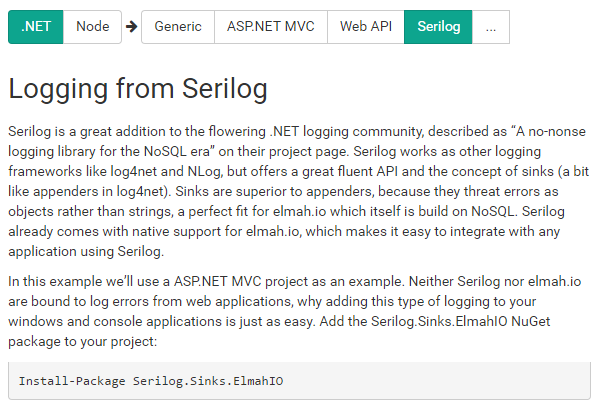 .NET Node → Generic ASP.NET MVC Web API Serilog ...
Logging from Serilog
Serilog is a great addition to the flowering .NET logging community, described as “A no-nonse
logging library for the NoSQL era” on their project page. Serilog works as other logging
frameworks like log4net and NLog, but offers a great fluent API and the concept of sinks (a bit
like appenders in log4net). Sinks are superior to appenders, because they threat errors as
objects rather than strings, a perfect fit for elmah.io which itself is build on NoSQL. Serilog
already comes with native support for elmah.io, which makes it easy to integrate with any
application using Serilog.
In this example we’ll use a ASP.NET MVC project as an example. Neither Serilog nor elmah.io
are bound to log errors from web applications, why adding this type of logging to your
windows and console applications is just as easy. Add the Serilog.Sinks.ElmahIO NuGet
package to your project:
Install-Package Serilog.Sinks.ElmahIO